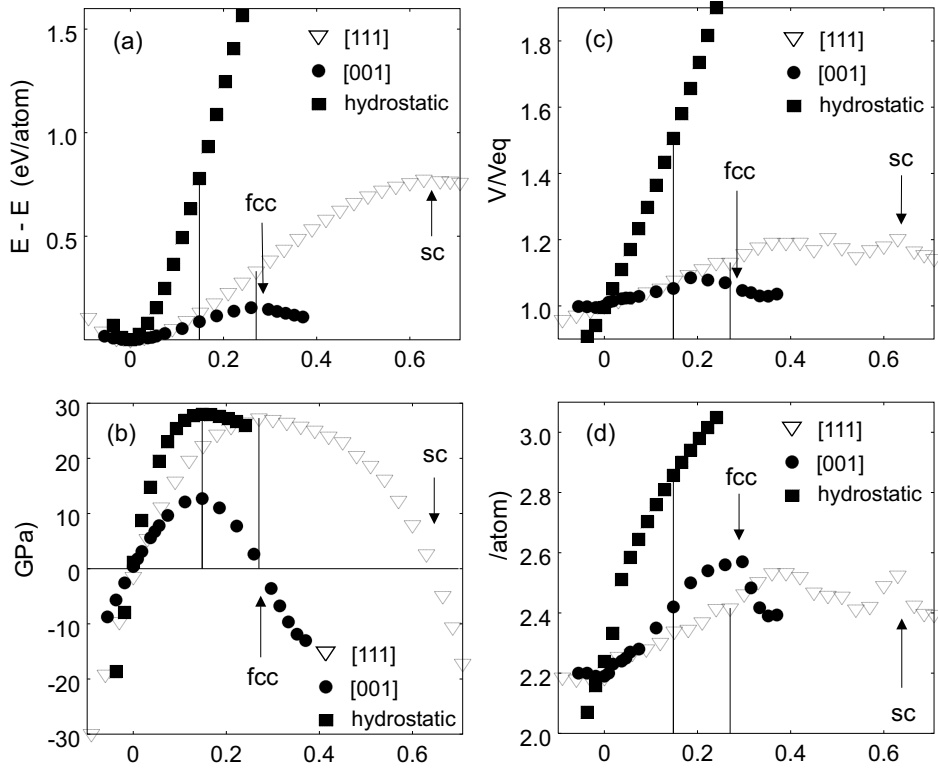 (a)
[111]
[001]
hydrostatic
1.5
1.0
0.5
E - E (eV/atom)
fcc
sc
0 0.2 0.4 0.6
(c)
[111]
[001]
hydrostatic
1.8
1.6
1.4
1.2
1.0
V/Veq
fcc
sc
0 0.2 0.4 0.6
(b)
30
20
10
0
-10
-20
-30
GPa)
sc
fcc
[111]
[001]
hydrostatic
0 0.2 0.4 0.6
(d)
[111]
[001]
hydrostatic
3.0
2.8
2.6
2.4
2.2
2.0
/atom)
fcc
sc
0 0.2 0.4 0.6